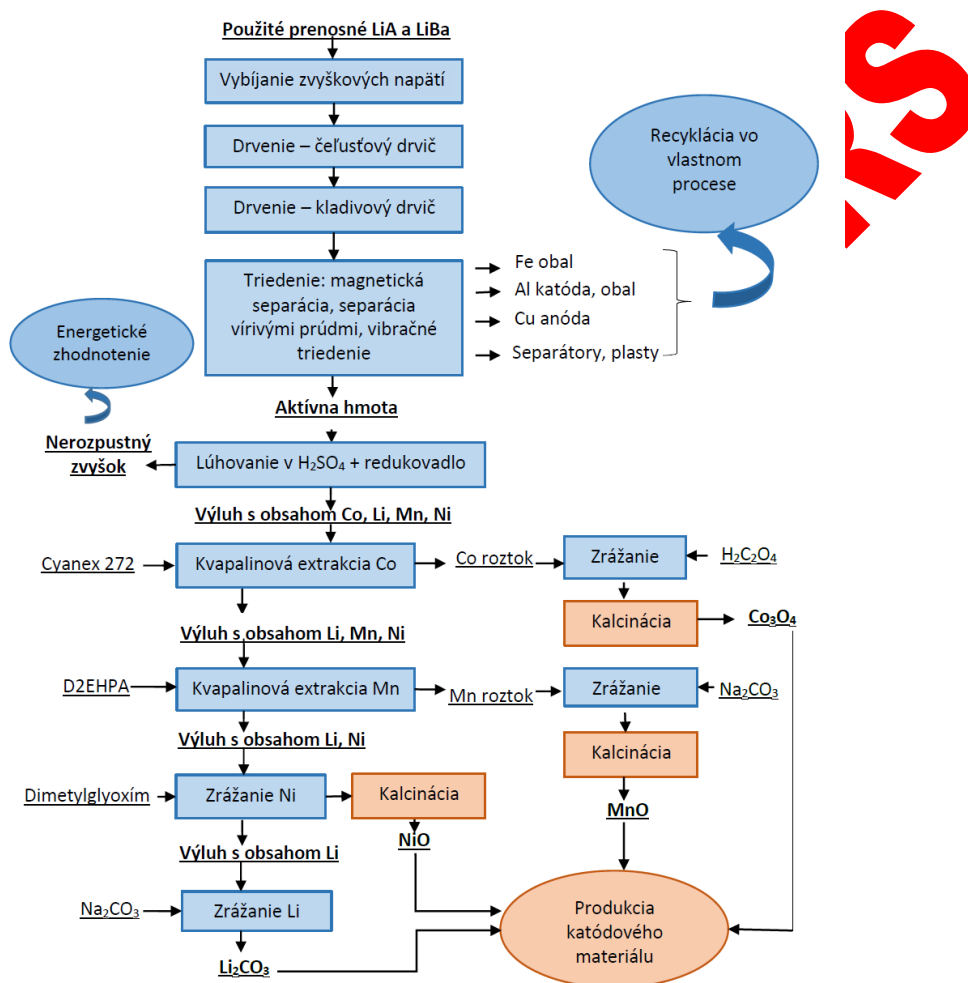 Použité prenosné LiA a LiBa
Vybíjanie zvyškových napätí
Drvenie – čeľusťový drvič
Drvenie – kladivový drvič
Recyklácia vo
vlastnom
procese
RS
Triedenie: magnetická
separácia, separácia
vírivými prúdmi, vibračné
triedenie
Fe obal
Al katóda, obal
Cu anóda
Separátory, plasty
Energetické
zhodnotenie
Aktívna hmota
Nerozpustný
zvyšok
Lúhovanie v H₂SO₄ + redukovadlo
Výluh s obsahom Co, Li, Mn, Ni
Cyanex 272
Kvapalinová extrakcia Co
Co roztok
Zrážanie
H₂C₂O₄
Kalcinácia
Co₃O₄
Výluh s obsahom Li, Mn, Ni
D2EHPA
Kvapalinová extrakcia Mn
Mn roztok
Zrážanie
Na₂CO₃
Výluh s obsahom Li, Ni
Kalcinácia
Dimetylglyoxím
Zrážanie Ni
Kalcinácia
MnO
NiO
Výluh s obsahom Li
Na₂CO₃
Zrážanie Li
Produkcia
katódového
materiálu
Li₂CO₃